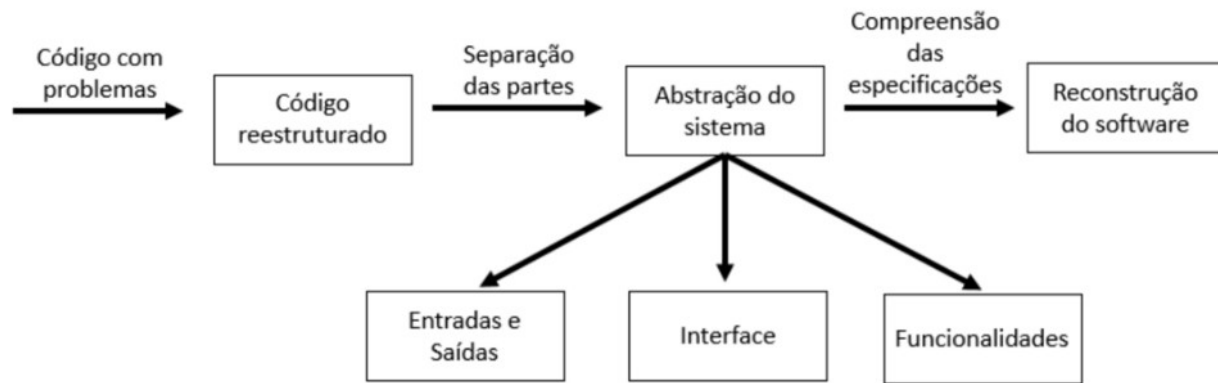 Código com
problemas
Código
reestruturado
Separação
das partes
Abstração do
sistema
Compreensão
das
especificações
Reconstrução
do software
Entradas e
Saídas
Interface
Funcionalidades